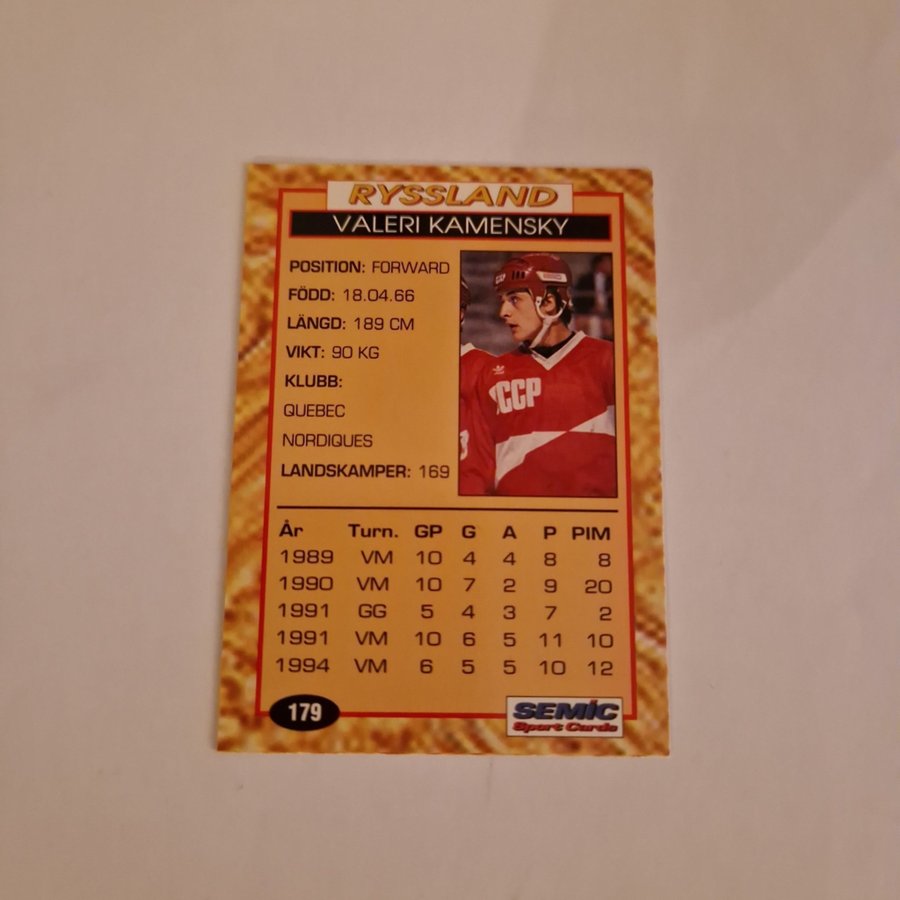 RYSSLAND
VALERI KAMENSKY
POSITION: FORWARD
FÖDD: 18.04.66
LÄNGD: 189 CM
VIKT: 90 KG
KLUBB:
QUEBEC
NORDIQUES
LANDSKAMPER: 169
CCCP
År Turn. GP G A P PIM
1989 VM 10 4 4 8 8
1990 VM 10 7 2 9 20
1991 GG 5 4 3 7 2
1991 VM 10 6 5 11 10
1994 VM 6 5 5 10 12
179
SEMIC
Sport Cards